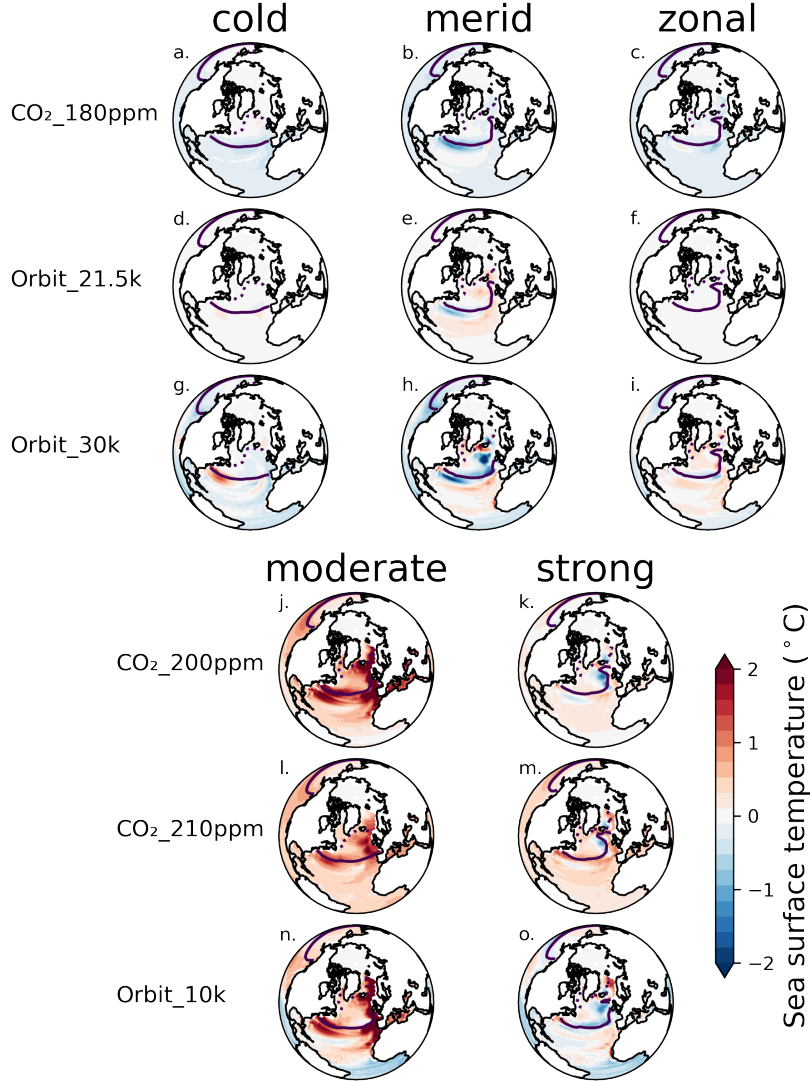 cold merid zonal
a. b. c.
CO₂_180ppm
d. e. f.
Orbit_21.5k
g. h. i.
Orbit_30k
moderate strong
j. k.
CO₂_200ppm
l. m.
CO₂_210ppm
n. o.
Orbit_10k
2
1
0
−1
−2
Sea surface temperature (°C)